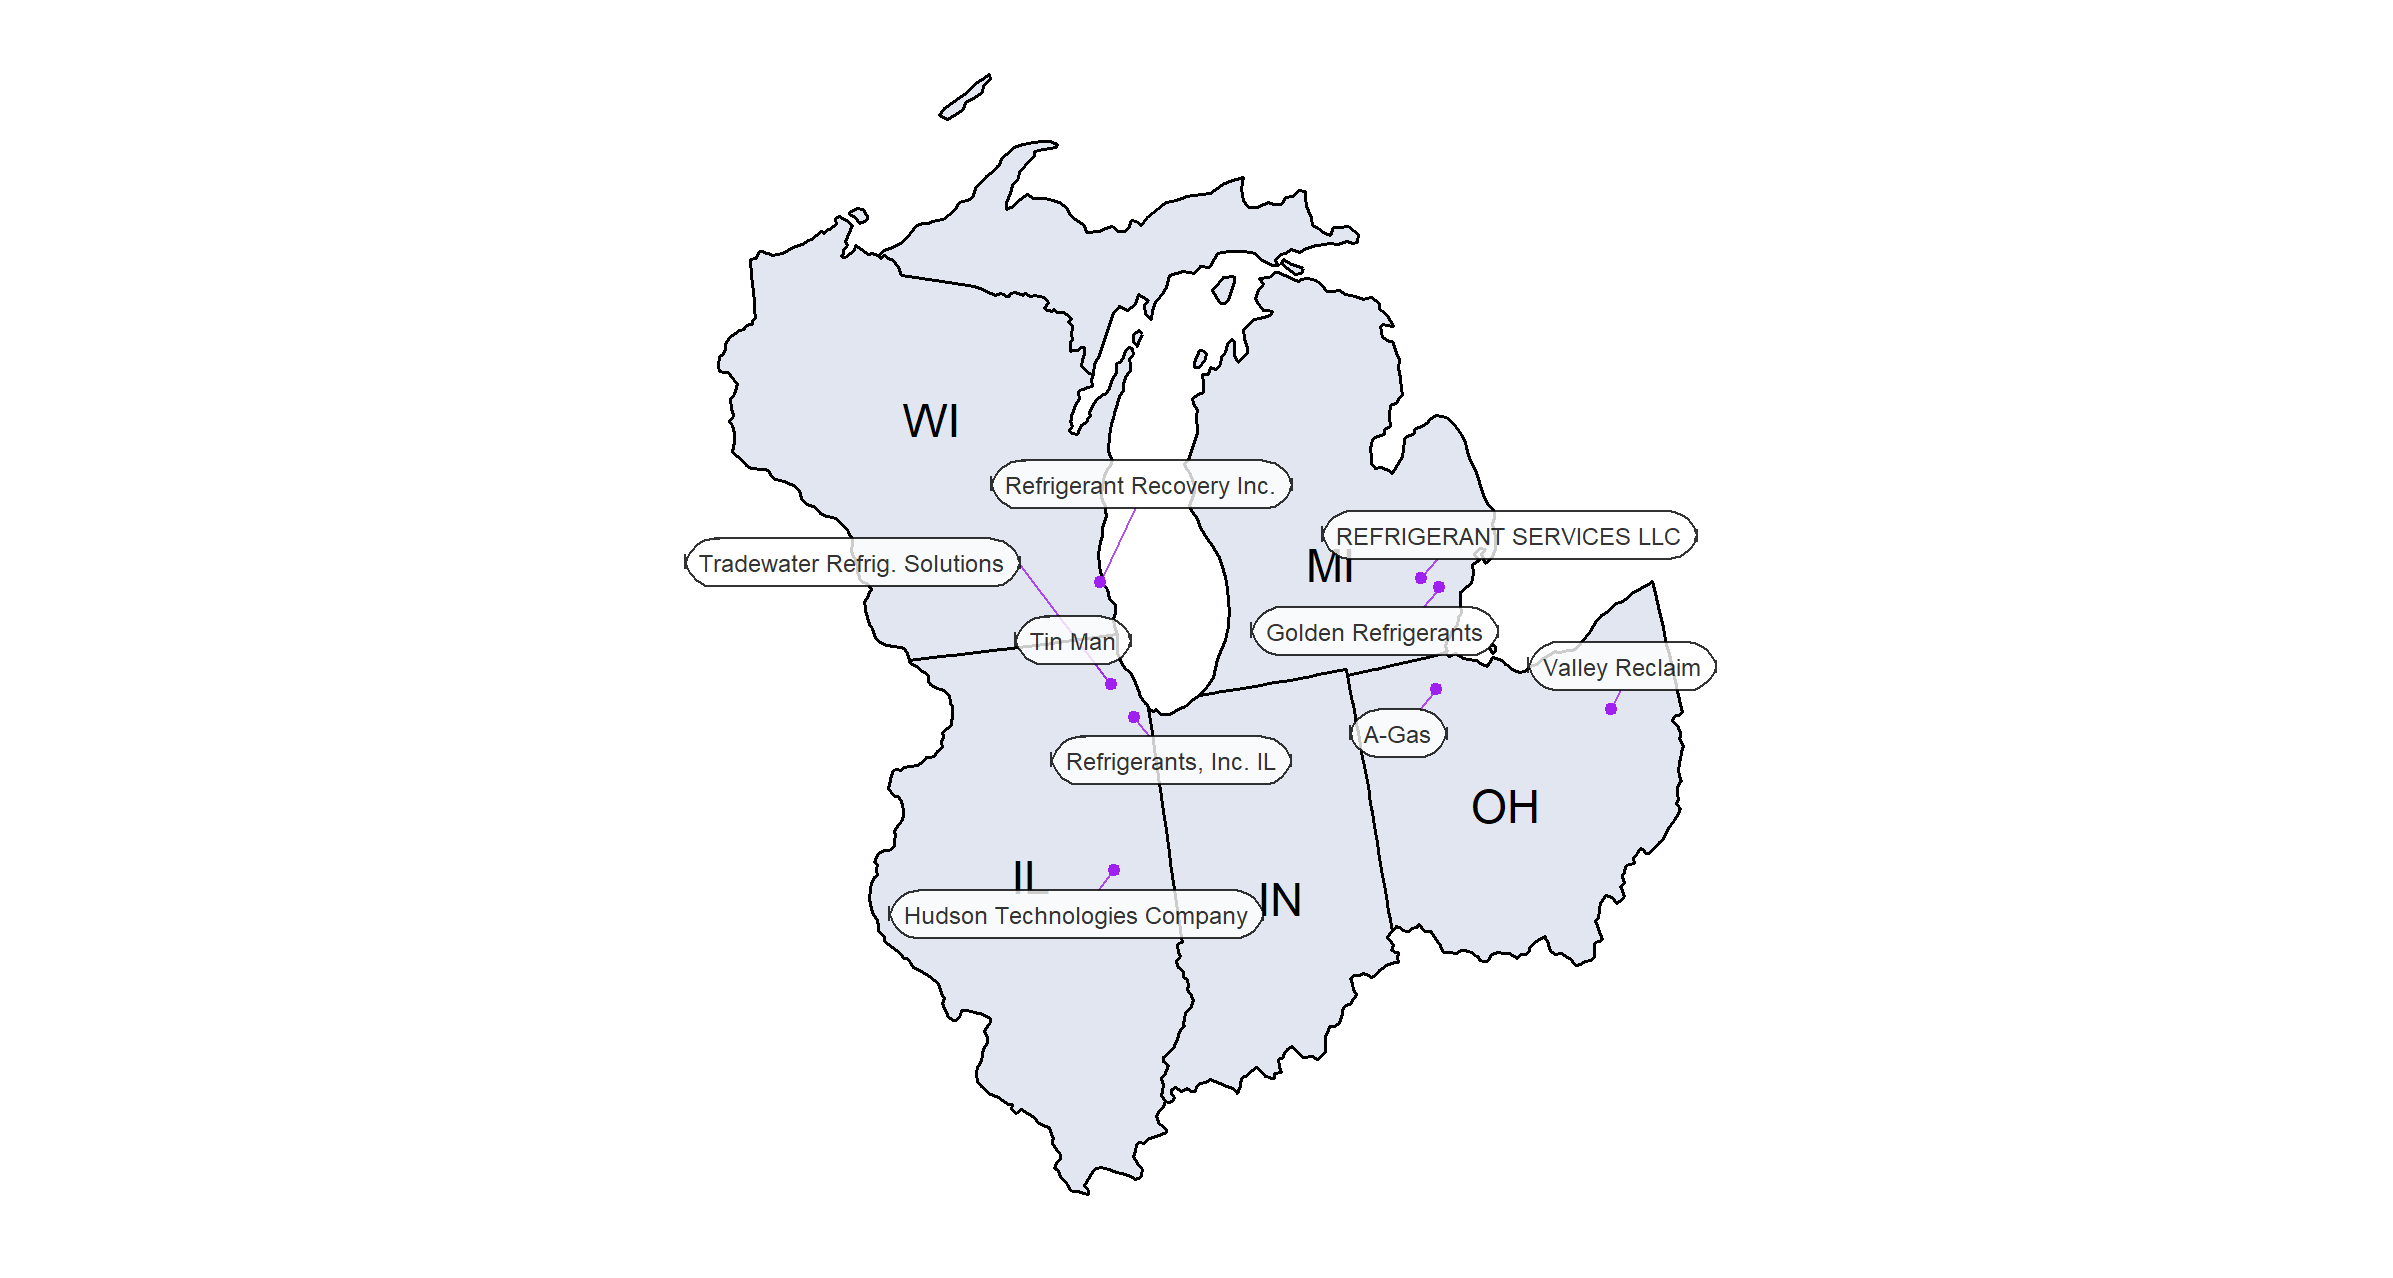 WI
Refrigerant Recovery Inc.
REFRIGERANT SERVICES LLC
Tradewater Refrig. Solutions
MI
Tin Man
Golden Refrigerants
Valley Reclaim
A-Gas
Refrigerants, Inc. IL
OH
IL
IN
Hudson Technologies Company